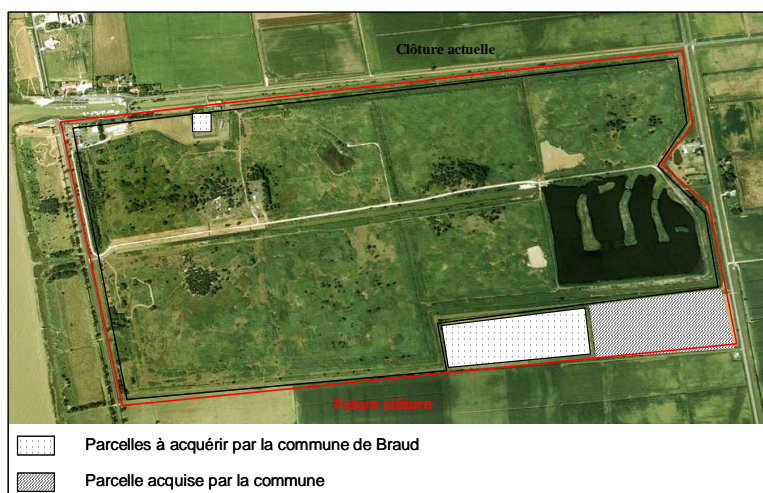 Clôture actuelle
Future clôture
Parcelles à acquérir par la commune de Braud
Parcelle acquise par la commune